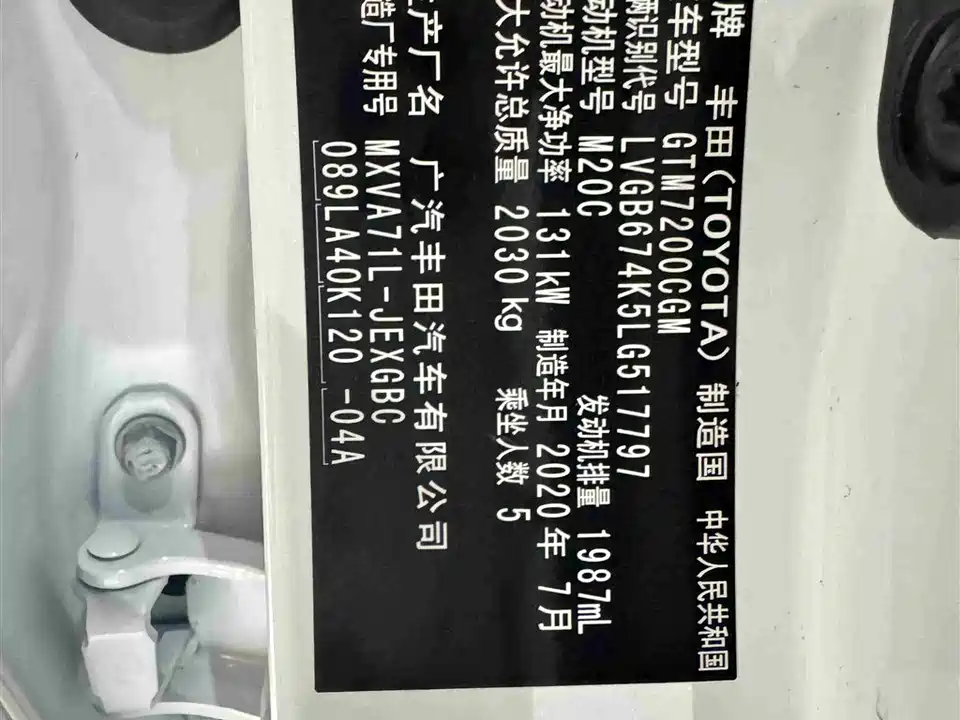 牌 丰田(TOYOTA) 制造国 中华人民共和国
车型号 GTM7200CGM
辆识别代号 LVGB674K5LG517797
动机型号 M20C 发动机排量 1987mL
动机最大净功率 131kW 制造年月 2020年 7月
大允许总质量 2030kg 乘坐人数 5
产厂名 广汽丰田汽车有限公司
造厂专用号 MXVA71L-JEXGBC
089LA40K120 -04A